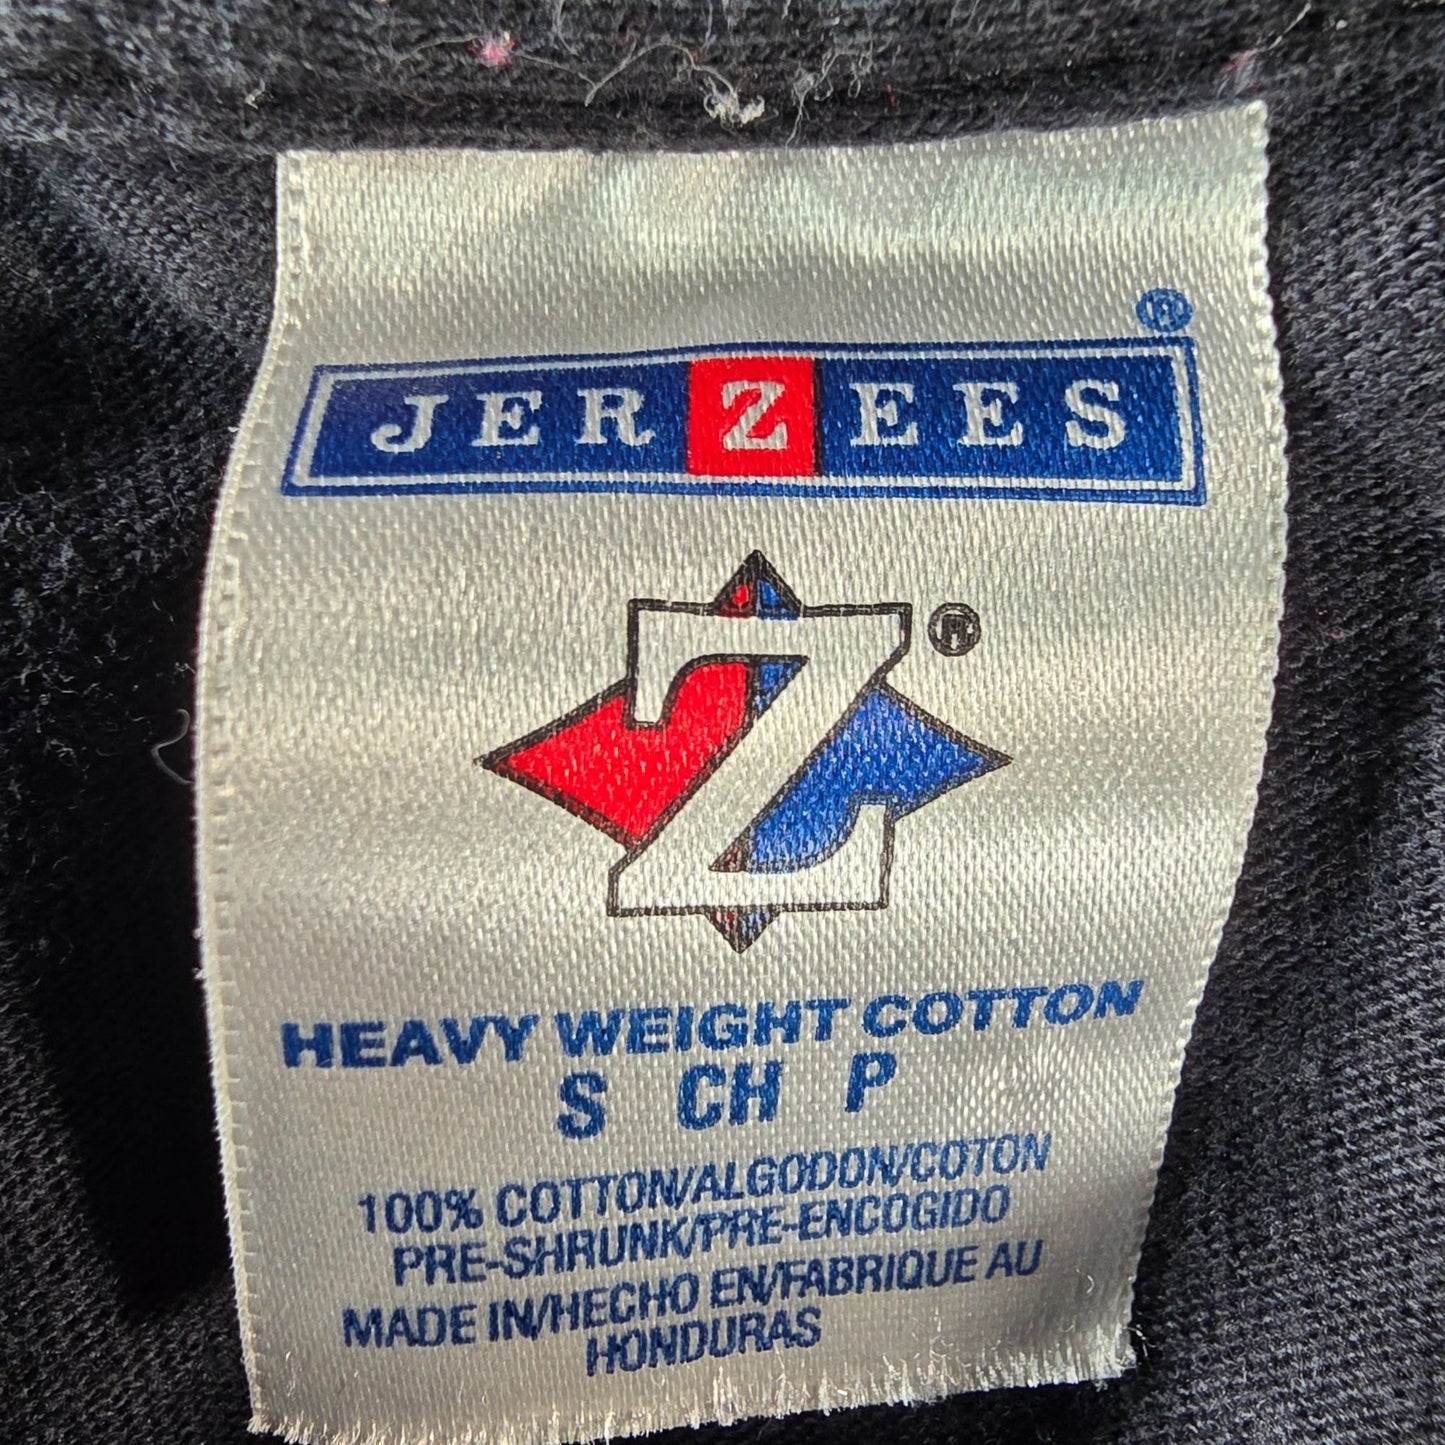 JERZEES ®
Z ®
HEAVY WEIGHT COTTON
S CH P
100% COTTON/ALGODON/COTON
PRE-SHRUNK/PRE-ENCOGIDO
MADE IN/HECHO EN/FABRIQUE AU
HONDURAS